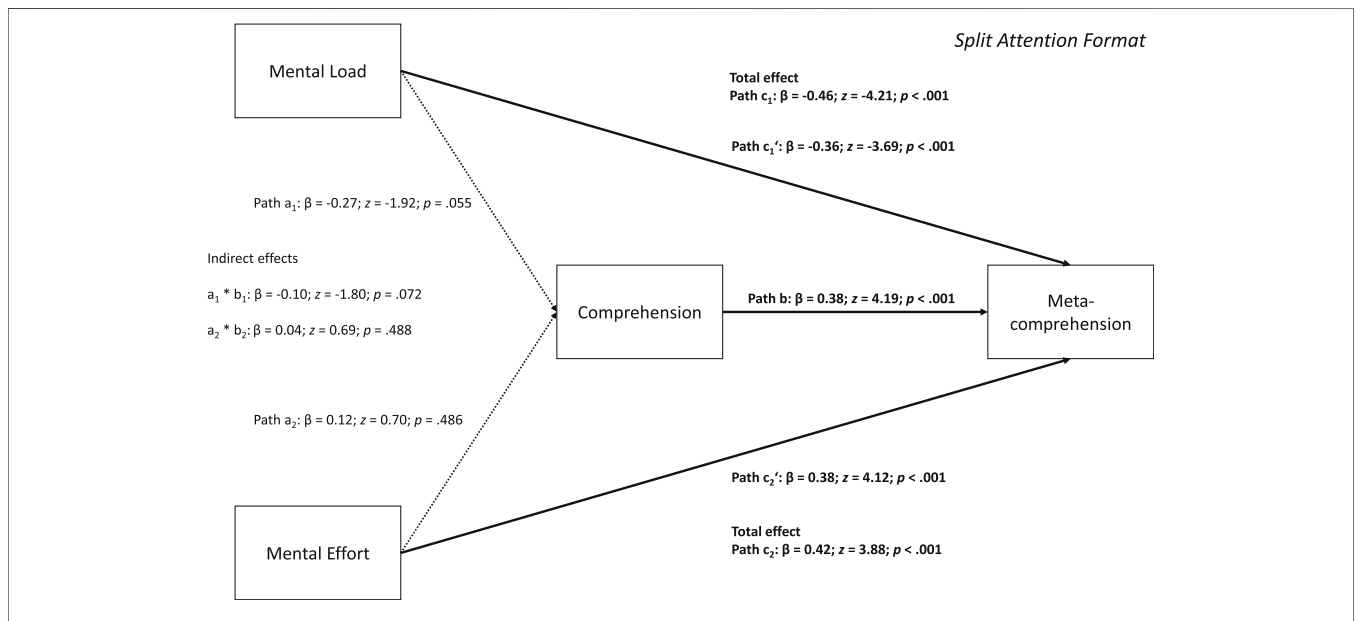 Split Attention Format
Mental Load
Total effect
Path c₁: β = -0.46; z = -4.21; p < .001
Path c₁‘: β = -0.36; z = -3.69; p < .001
Path a₁: β = -0.27; z = -1.92; p = .055
Indirect effects
a₁ * b₁: β = -0.10; z = -1.80; p = .072
a₂ * b₂: β = 0.04; z = 0.69; p = .488
Comprehension
Path b: β = 0.38; z = 4.19; p < .001
Meta-
comprehension
Path a₂: β = 0.12; z = 0.70; p = .486
Path c₂‘: β = 0.38; z = 4.12; p < .001
Total effect
Path c₂: β = 0.42; z = 3.88; p < .001
Mental Effort